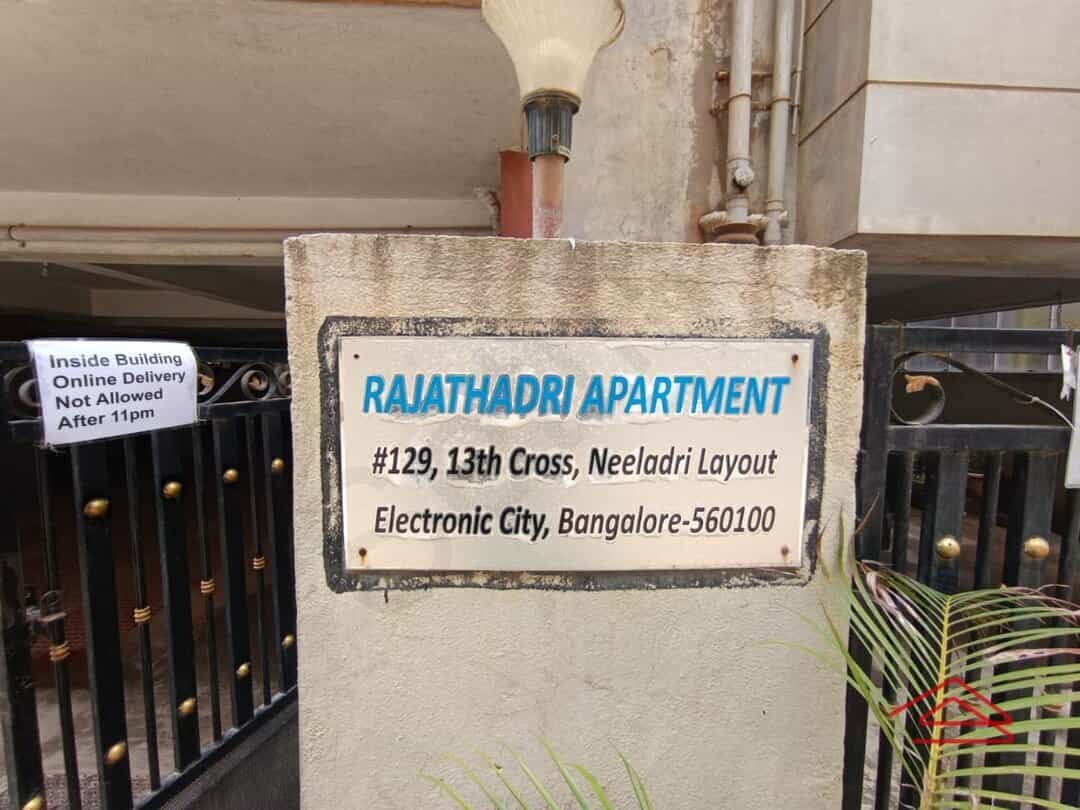 Inside Building
Online Delivery
Not Allowed
After 11pm
RAJATHADRI APARTMENT
#129, 13th Cross, Neeladri Layout
Electronic City, Bangalore-560100